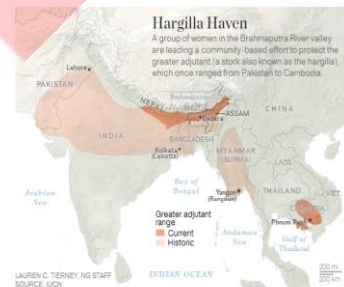 Hargilla Haven
A group of women in the Brahmaputra River valley
are leading a community-based effort to protect the
greater adjutant (a stork also known as the hargilla),
which once ranged from Pakistan to Cambodia.
Lahore
PAKISTAN
NEPAL
Brahmaputra
BHUT.
ASSAM
CHINA
Dadara
INDIA
BANGLADESH
Kolkata
(Calcutta)
MYANMAR
(BURMA)
LAOS
Arabian
Sea
Bay of
Bengal
Yangon
(Rangoon)
THAILAND
VIET.
Greater adjutant
range
Current
Historic
Andaman
Sea
Phnom Penh
Gulf of
Thailand
INDIAN OCEAN
LAUREN C. TIERNEY, NG STAFF
SOURCE: IUCN
200 mi
200 km